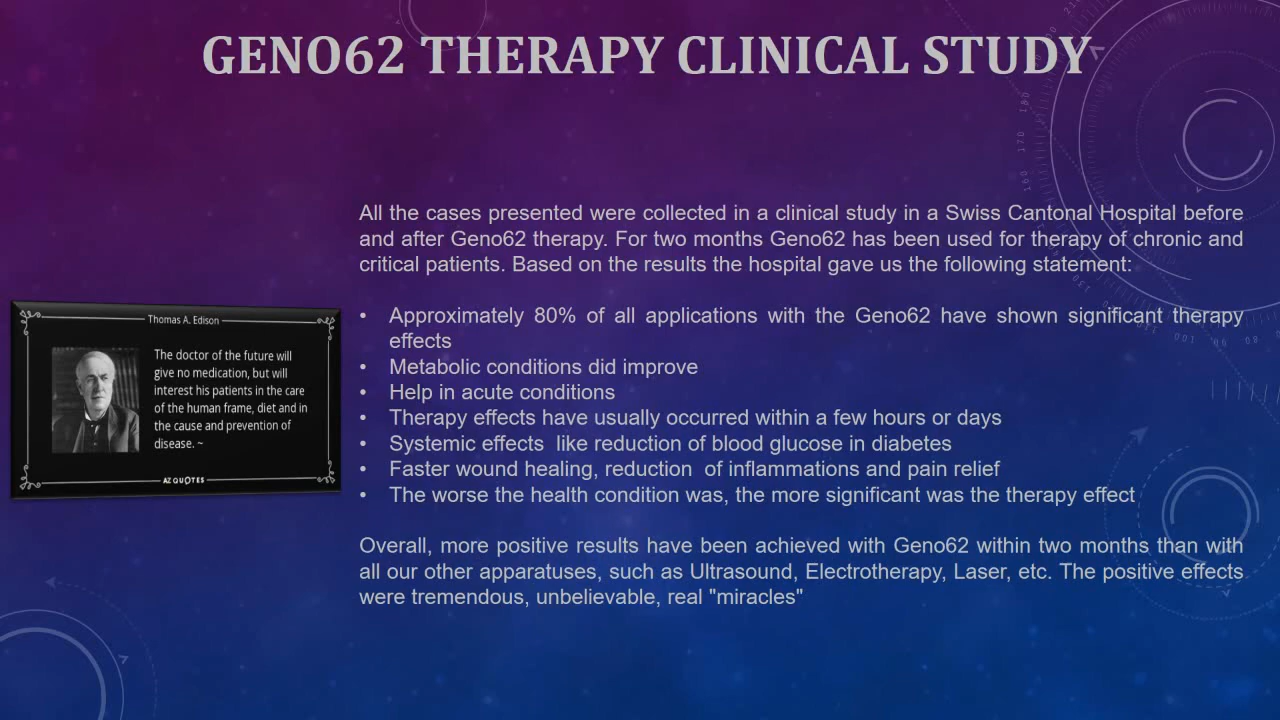 GENO62 THERAPY CLINICAL STUDY
All the cases presented were collected in a clinical study in a Swiss Cantonal Hospital before
and after Geno62 therapy. For two months Geno62 has been used for therapy of chronic and
critical patients. Based on the results the hospital gave us the following statement:
• Approximately 80% of all applications with the Geno62 have shown significant therapy
effects
• Metabolic conditions did improve
• Help in acute conditions
• Therapy effects have usually occurred within a few hours or days
• Systemic effects  like reduction of blood glucose in diabetes
• Faster wound healing, reduction  of inflammations and pain relief
• The worse the health condition was, the more significant was the therapy effect
Overall, more positive results have been achieved with Geno62 within two months than with
all our other apparatuses, such as Ultrasound, Electrotherapy, Laser, etc. The positive effects
were tremendous, unbelievable, real "miracles"
Thomas A. Edison
The doctor of the future will
give no medication, but will
interest his patients in the care
of the human frame, diet and in
the cause and prevention of
disease. ~
AZ QUOTES
210
180
170
160
130
110
100
90
80